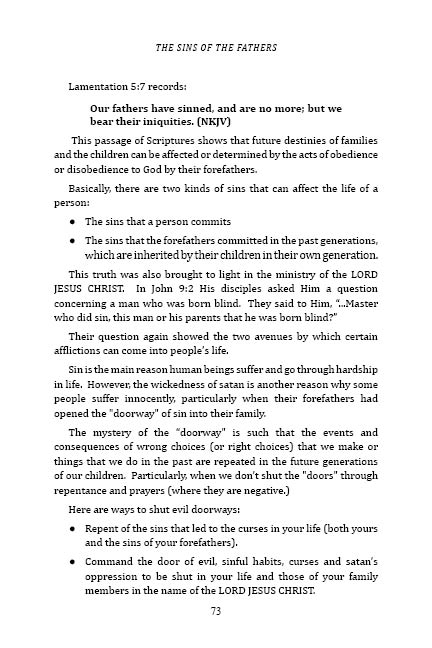 THE SINS OF THE FATHERS
Lamentation 5:7 records:
Our fathers have sinned, and are no more; but we
bear their iniquities. (NKJV)
This passage of Scriptures shows that future destinies of families
and the children can be affected or determined by the acts of obedience
or disobedience to God by their forefathers.
Basically, there are two kinds of sins that can affect the life of a
person:
● The sins that a person commits
● The sins that the forefathers committed in the past generations,
which are inherited by their children in their own generation.
This truth was also brought to light in the ministry of the LORD
JESUS CHRIST. In John 9:2 His disciples asked Him a question
concerning a man who was born blind. They said to Him, “...Master
who did sin, this man or his parents that he was born blind?”
Their question again showed the two avenues by which certain
afflictions can come into people’s life.
Sin is the main reason human beings suffer and go through hardship
in life. However, the wickedness of satan is another reason why some
people suffer innocently, particularly when their forefathers had
opened the "doorway" of sin into their family.
The mystery of the “doorway” is such that the events and
consequences of wrong choices (or right choices) that we make or
things that we do in the past are repeated in the future generations
of our children. Particularly, when we don’t shut the "doors" through
repentance and prayers (where they are negative.)
Here are ways to shut evil doorways:
● Repent of the sins that led to the curses in your life (both yours
and the sins of your forefathers).
● Command the door of evil, sinful habits, curses and satan’s
oppression to be shut in your life and those of your family
members in the name of the LORD JESUS CHRIST.
73